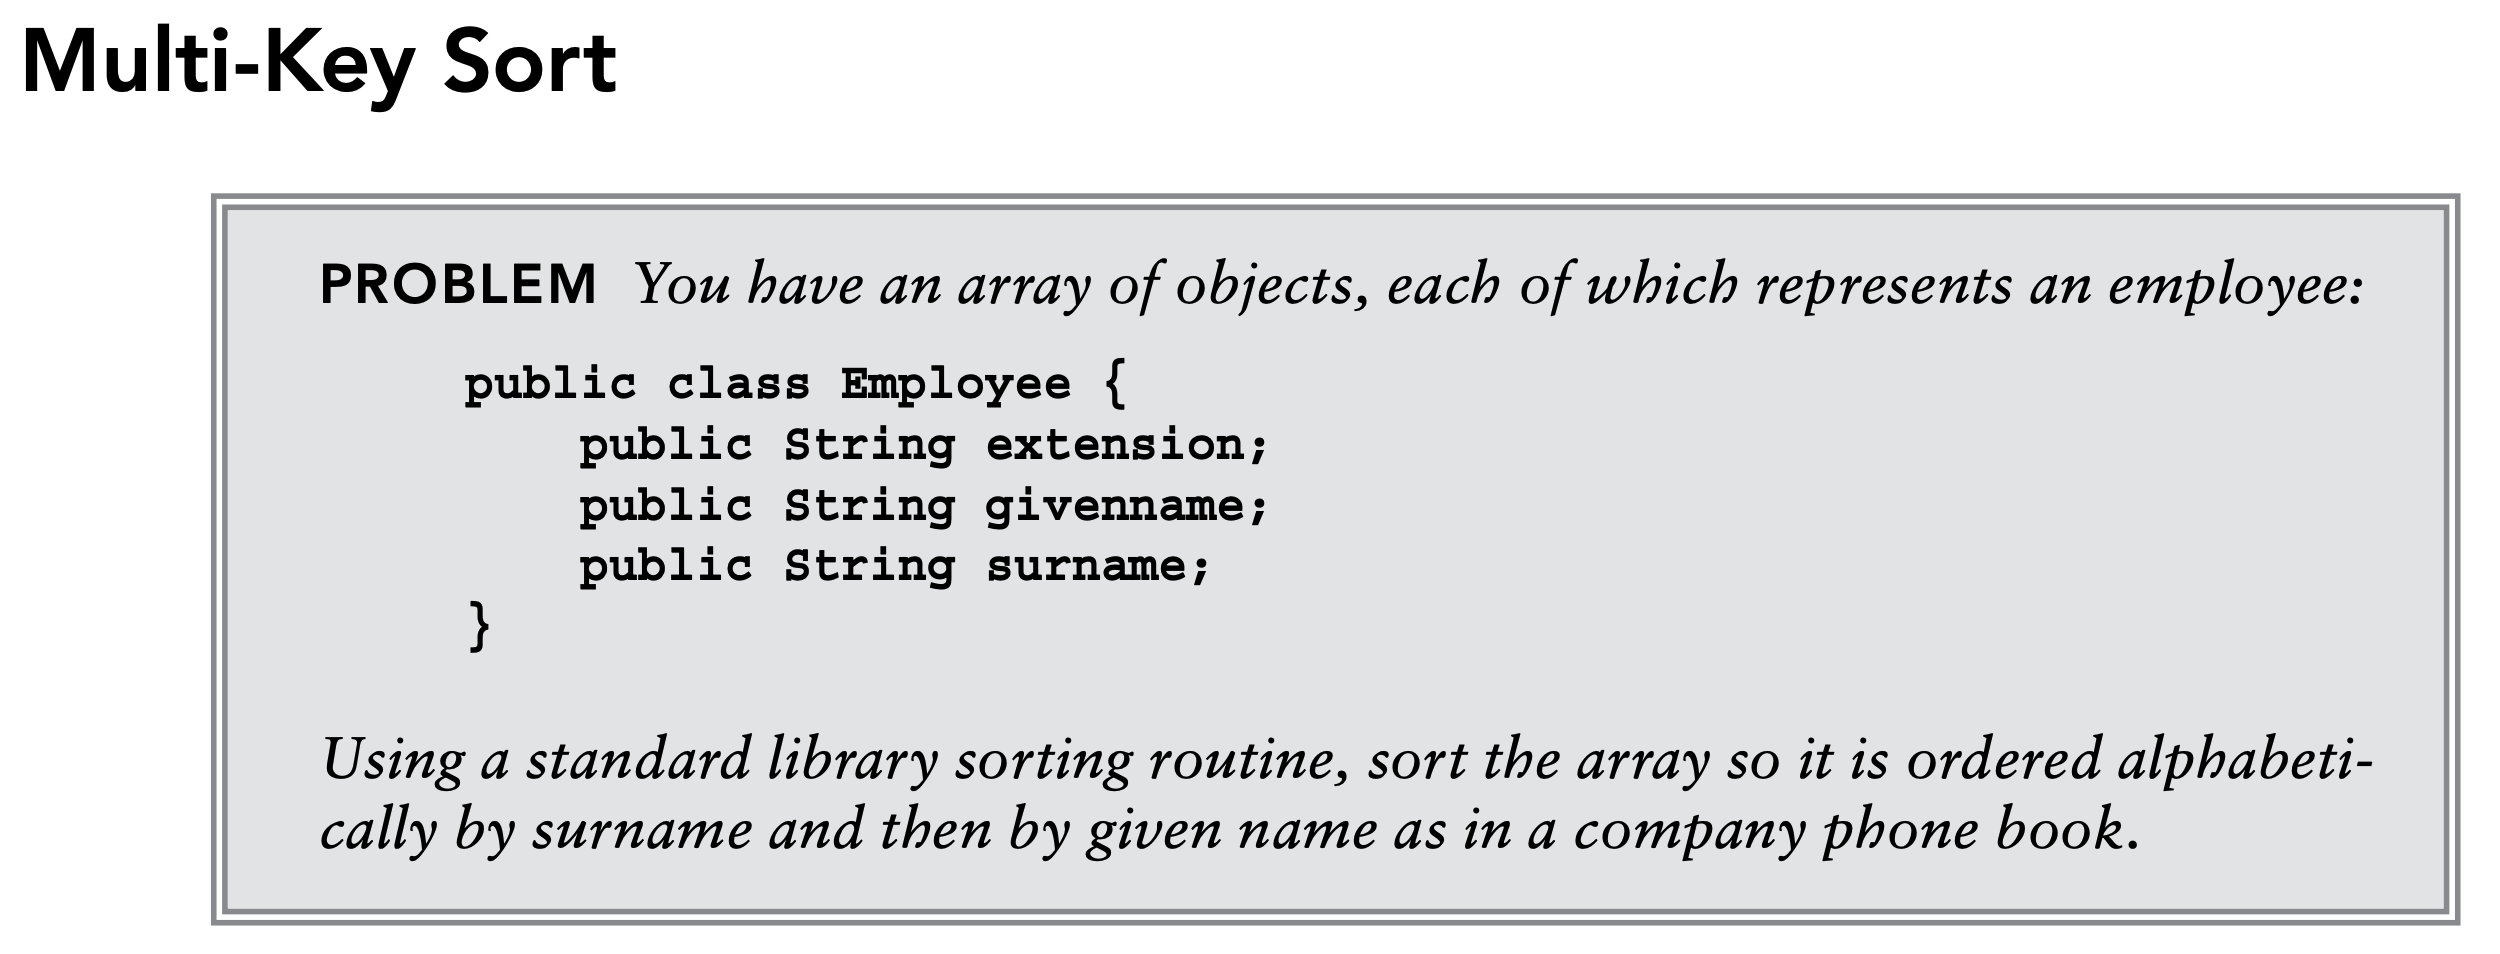 Multi-Key Sort
PROBLEM You have an array of objects, each of which represents an employee:
public class Employee {
    public String extension;
    public String givenname;
    public String surname;
}
Using a standard library sorting routine, sort the array so it is ordered alphabeti-
cally by surname and then by given name as in a company phone book.